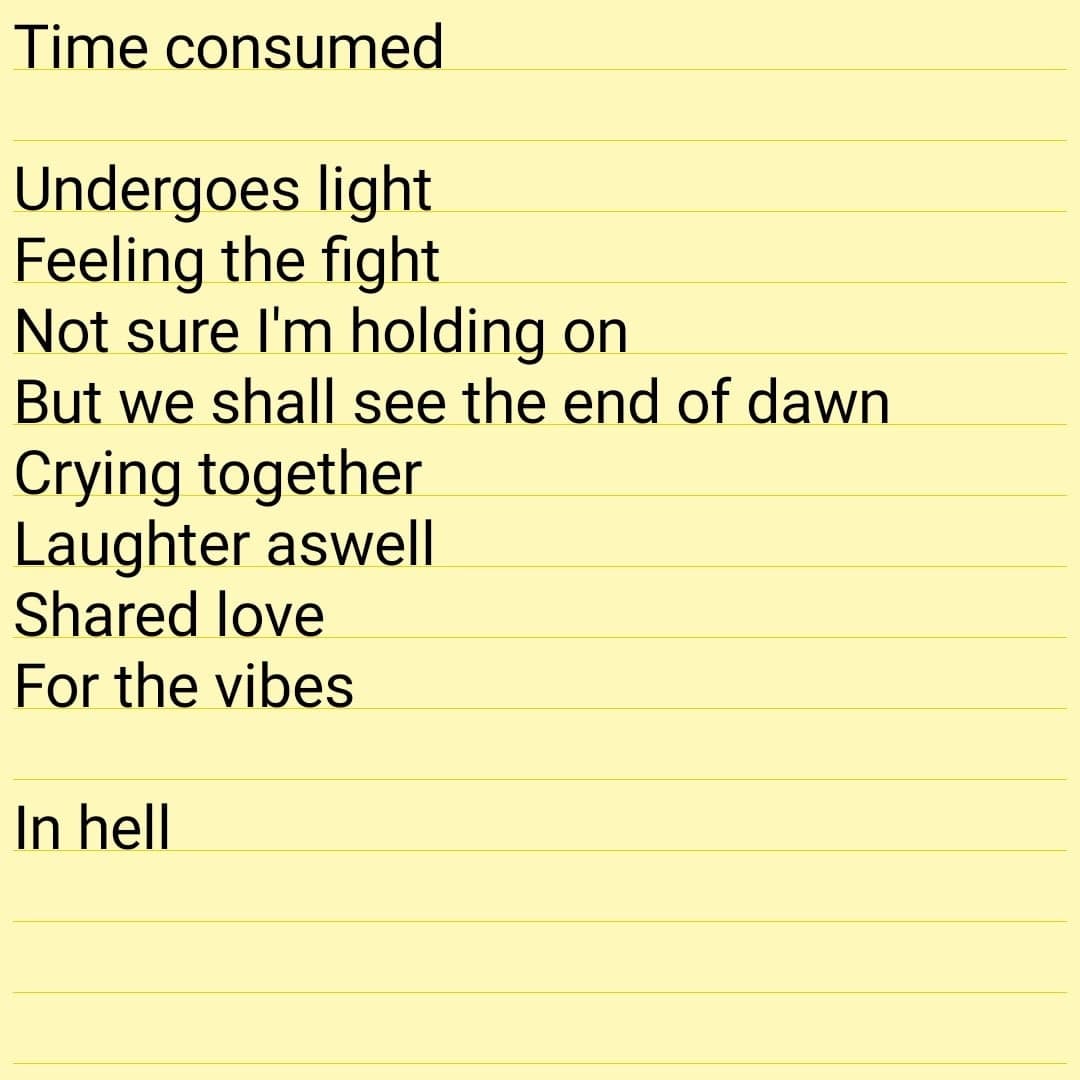 Time consumed
Undergoes light
Feeling the fight
Not sure I'm holding on
But we shall see the end of dawn
Crying together
Laughter aswell
Shared love
For the vibes
In hell